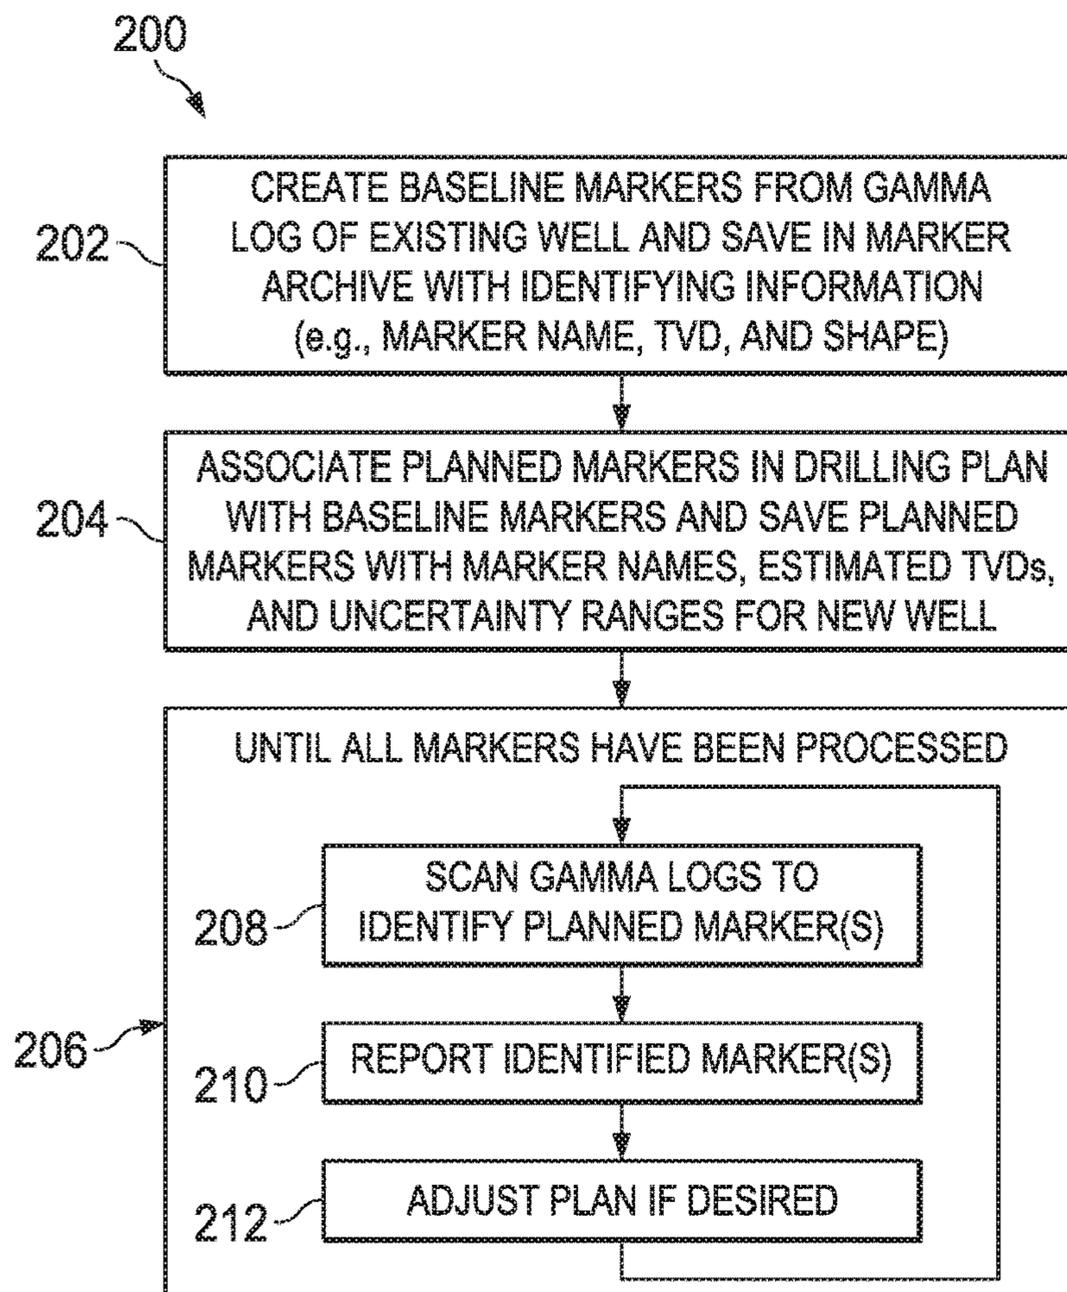 200
202
CREATE BASELINE MARKERS FROM GAMMA
LOG OF EXISTING WELL AND SAVE IN MARKER
ARCHIVE WITH IDENTIFYING INFORMATION
(e.g., MARKER NAME, TVD, AND SHAPE)
204
ASSOCIATE PLANNED MARKERS IN DRILLING PLAN
WITH BASELINE MARKERS AND SAVE PLANNED
MARKERS WITH MARKER NAMES, ESTIMATED TVDs,
AND UNCERTAINTY RANGES FOR NEW WELL
206
UNTIL ALL MARKERS HAVE BEEN PROCESSED
208
SCAN GAMMA LOGS TO
IDENTIFY PLANNED MARKER(S)
210
REPORT IDENTIFIED MARKER(S)
212
ADJUST PLAN IF DESIRED